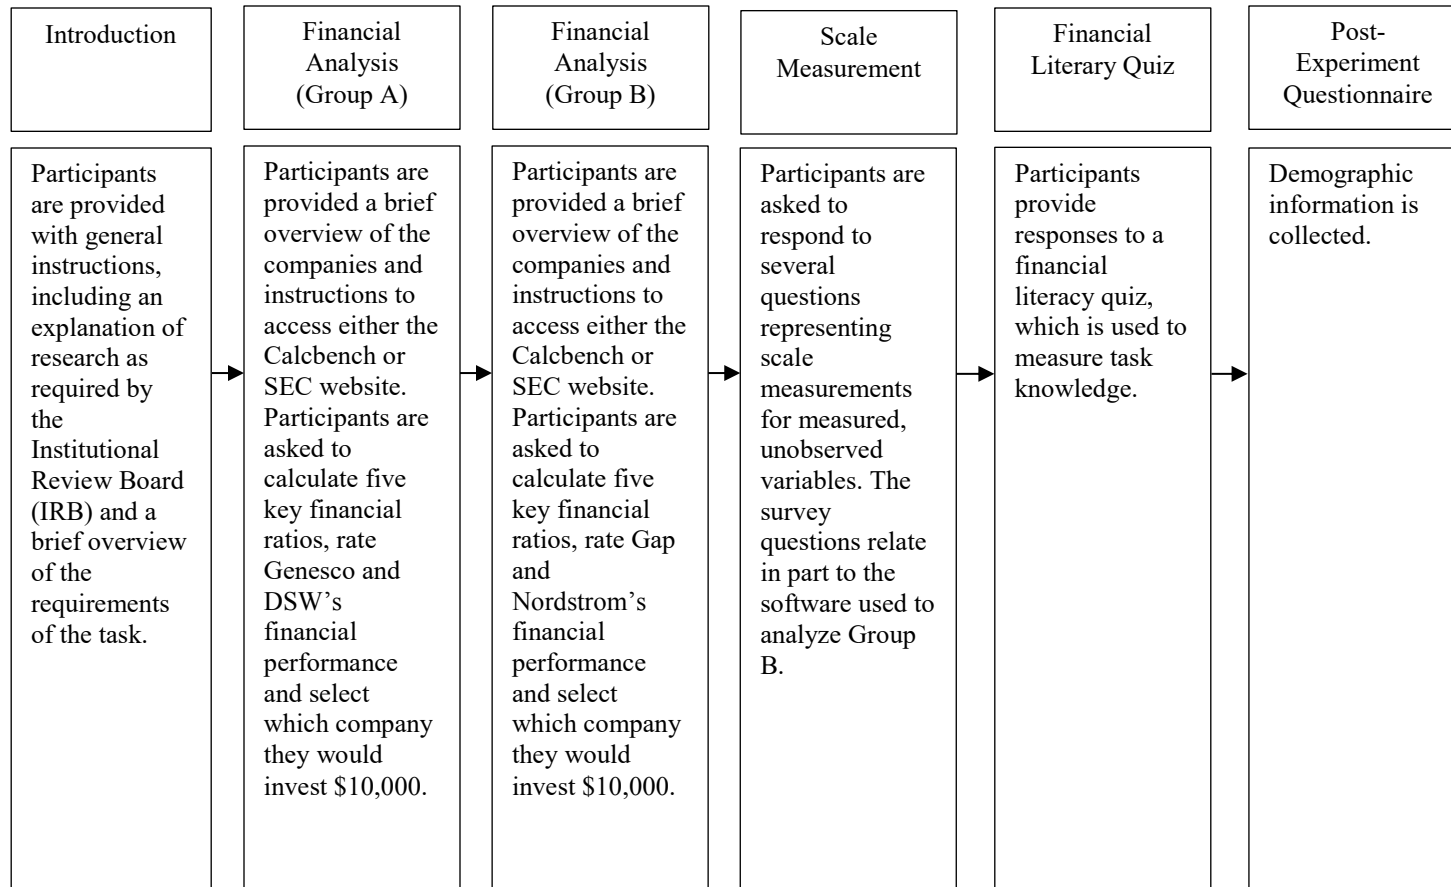 Introduction
Participants
are provided
with general
instructions,
including an
explanation of
research as
required by
the
Institutional
Review Board
(IRB) and a
brief overview
of the
requirements
of the task.
Financial
Analysis
(Group A)
Participants are
provided a brief
overview of the
companies and
instructions to
access either the
Calcbench or
SEC website.
Participants are
asked to
calculate five
key financial
ratios, rate
Genesco and
DSW’s
financial
performance
and select
which company
they would
invest $10,000.
Financial
Analysis
(Group B)
Participants are
provided a brief
overview of the
companies and
instructions to
access either the
Calcbench or
SEC website.
Participants are
asked to
calculate five
key financial
ratios, rate Gap
and
Nordstrom’s
financial
performance
and select
which company
they would
invest $10,000.
Scale
Measurement
Participants are
asked to
respond to
several
questions
representing
scale
measurements
for measured,
unobserved
variables. The
survey
questions relate
in part to the
software used to
analyze Group
B.
Financial
Literary Quiz
Participants
provide
responses to a
financial
literacy quiz,
which is used to
measure task
knowledge.
Post-
Experiment
Questionnaire
Demographic
information is
collected.